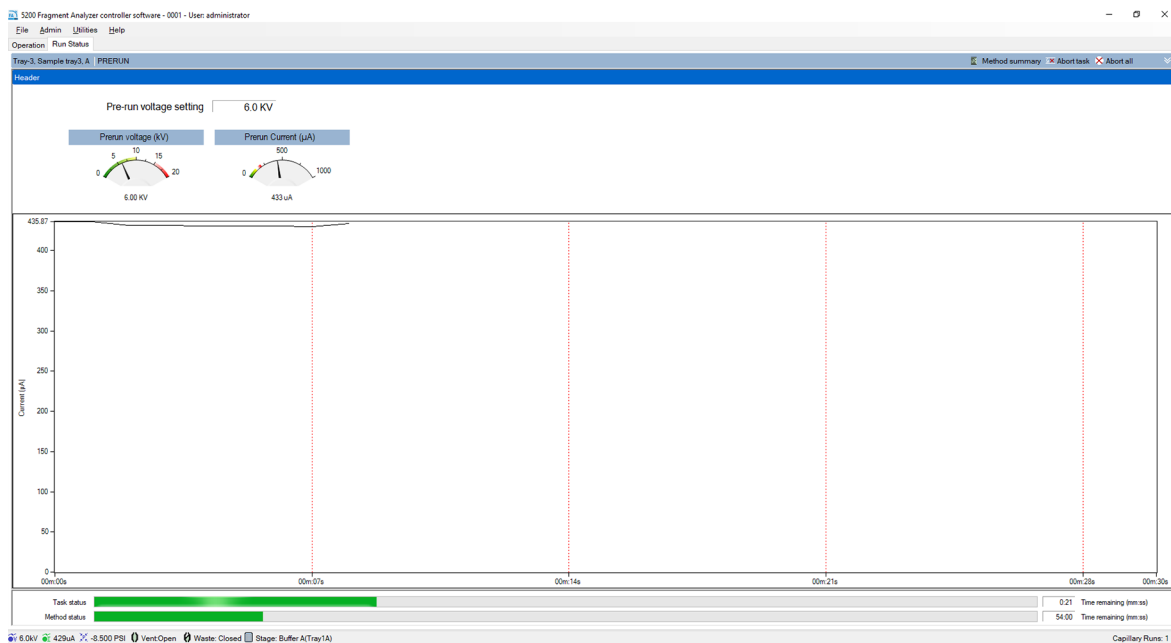 5200 Fragment Analyzer controller software - 0001 - User: administrator
File Admin Utilities Help
Operation Run Status
Tray-3, Sample tray3, A PRERUN Method summary Abort task Abort all
Header
Pre-run voltage setting 6.0 KV
Prerun voltage (kV) Prerun Current (µA)
0 5 10 15 20
0 500 1000
6.00 KV 433 uA
435.87
400
350
300
250
200
150
100
50
0
Current (µA)
00m:00s 00m:07s 00m:14s 00m:21s 00m:28s 00m:30s
Task status 0:21 Time remaining (mm:ss)
Method status 54:00 Time remaining (mm:ss)
6.0kV 429uA -8.500 PSI Vent:Open Waste: Closed Stage: Buffer A(Tray1A) Capillary Runs: 1